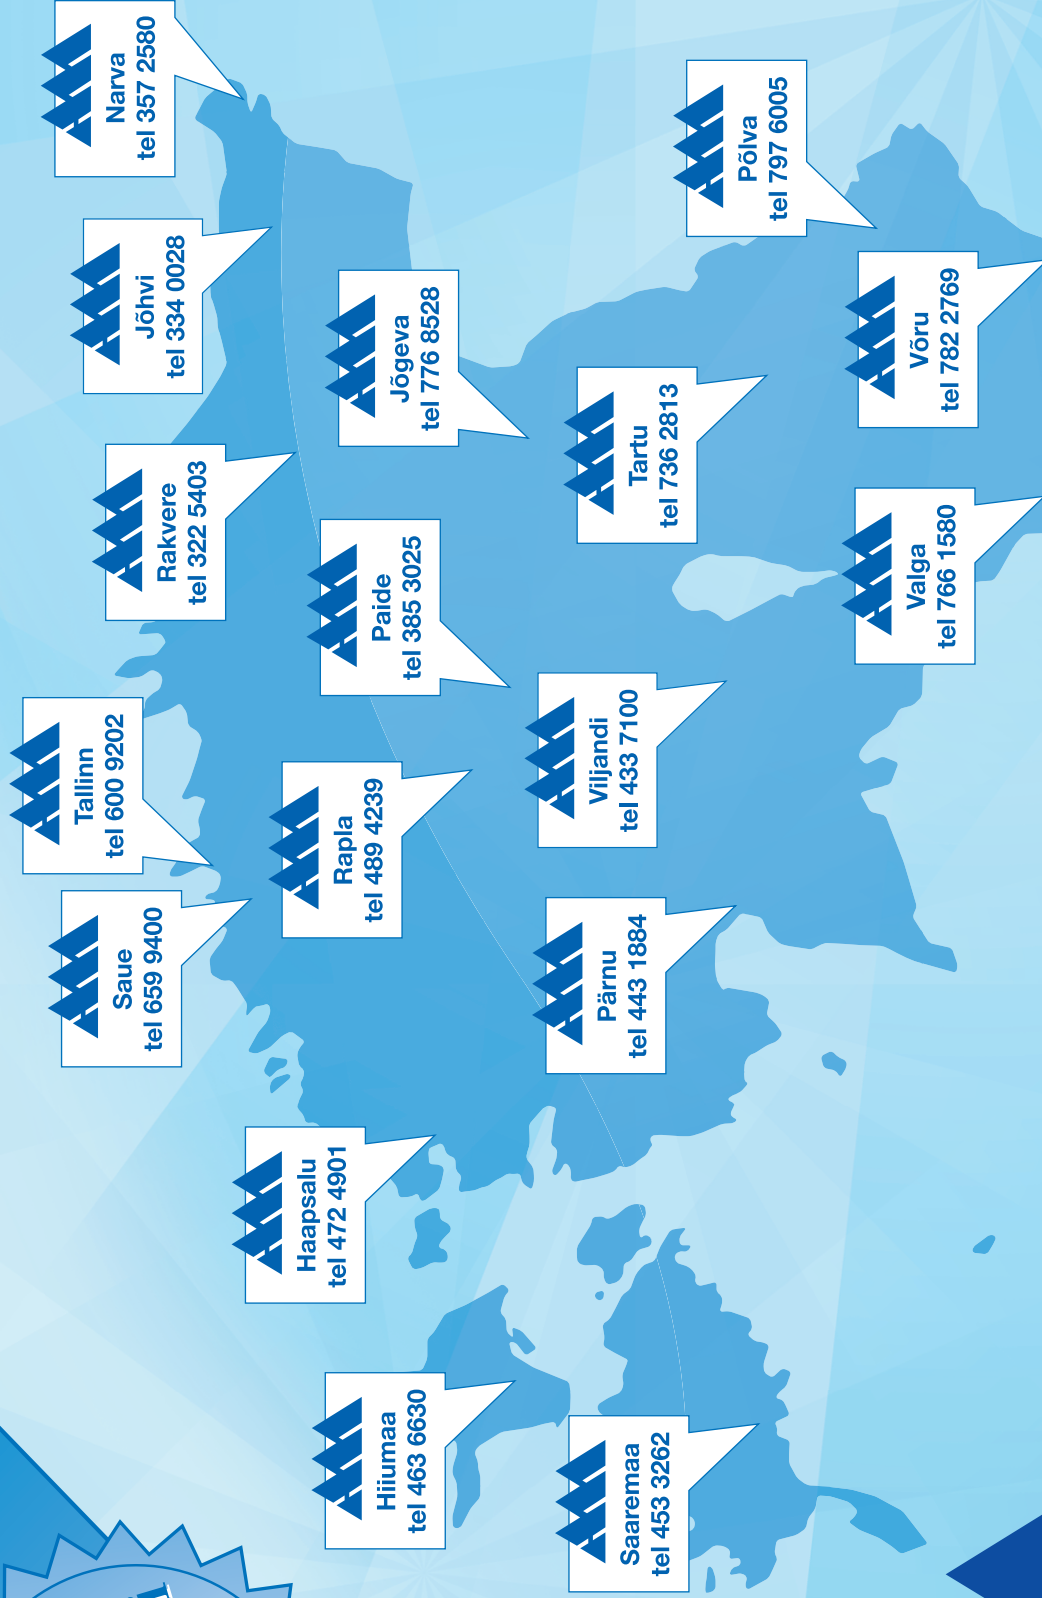 Tallinn
tel 600 9202
Narva
tel 357 2580
Saue
tel 659 9400
Jõhvi
tel 334 0028
Rakvere
tel 322 5403
Haapsalu
tel 472 4901
Rapla
tel 489 4239
Paide
tel 385 3025
Jõgeva
tel 776 8528
Hiiumaa
tel 463 6630
Viljandi
tel 433 7100
Pärnu
tel 443 1884
Saaremaa
tel 453 3262
Tartu
tel 736 2813
Põlva
tel 797 6005
Valga
tel 766 1580
Võru
tel 782 2769